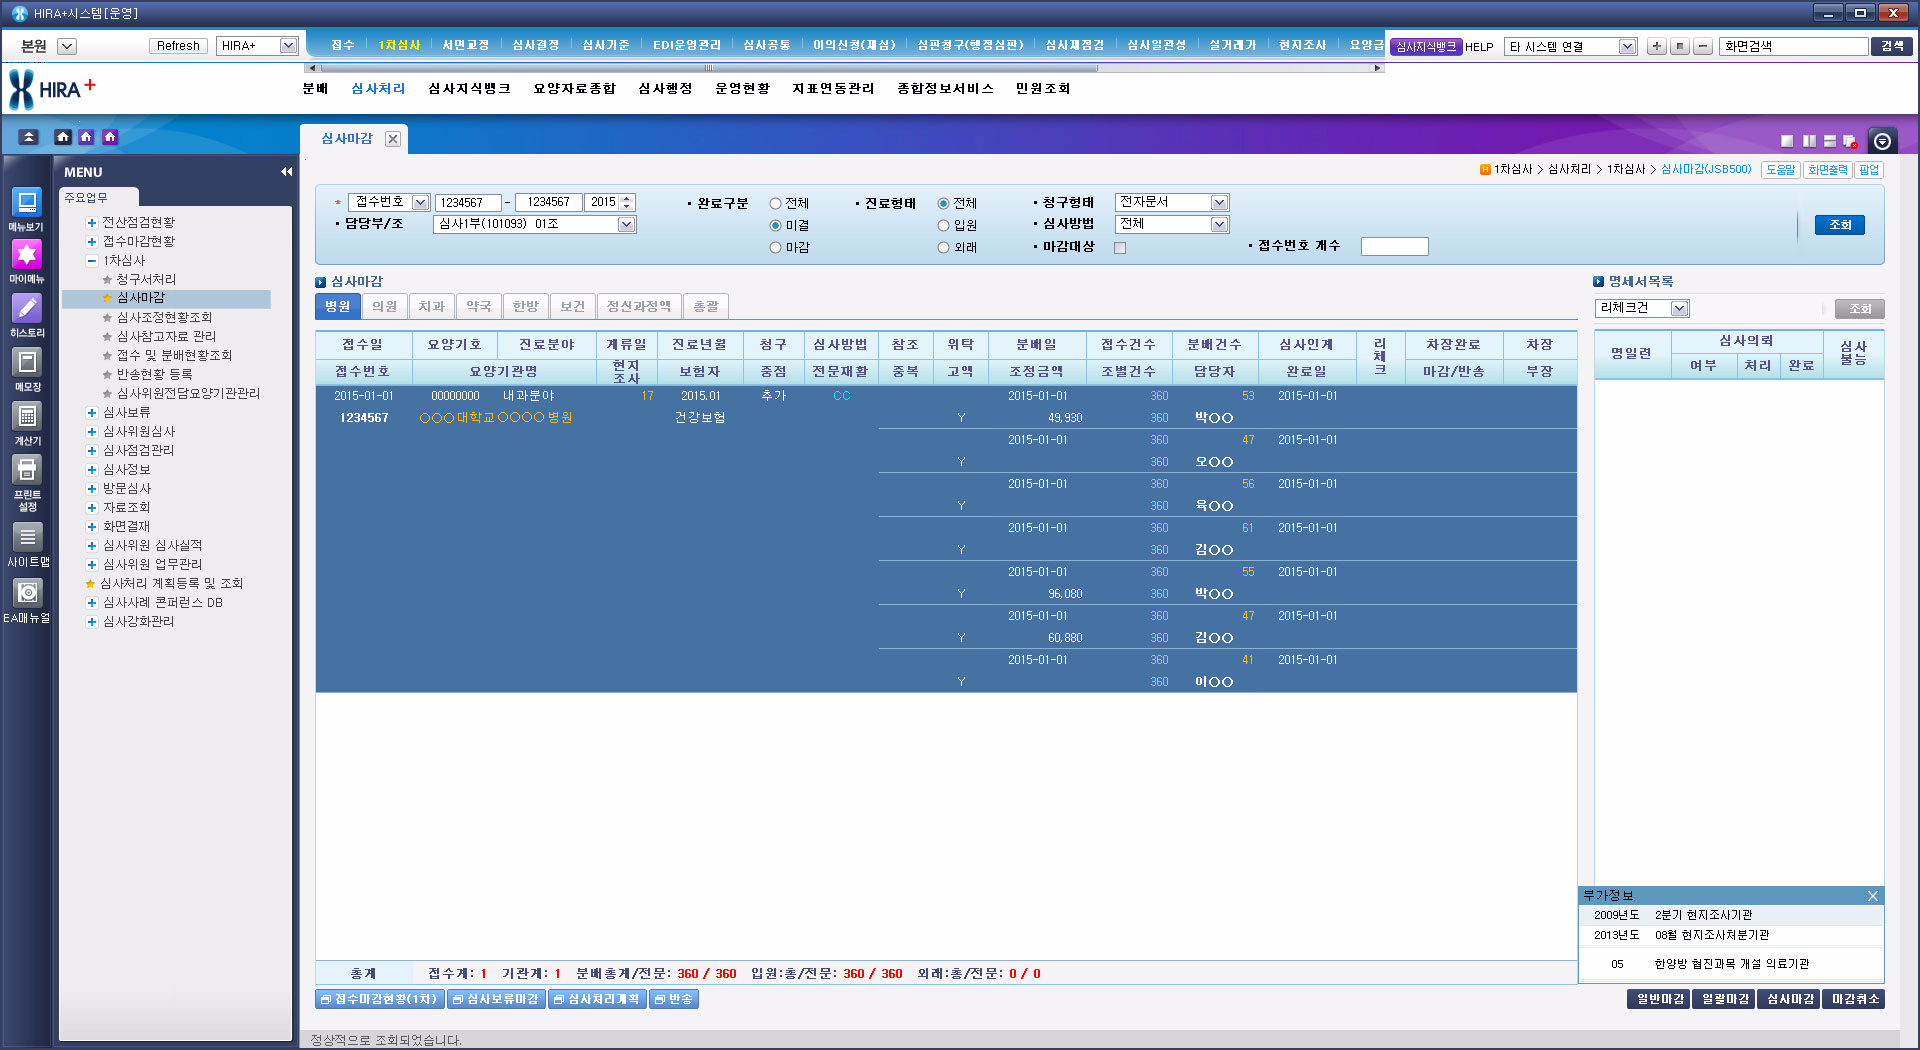 HIRA+시스템[운영]
본원 Refresh HIRA+ 접수 1차심사 서면교정 심사결정 심사기준 EDI운영관리 심사공통 이의신청(재심) 심판청구(행정심판) 심사재점검 심사일관성 실거래가 현지조사 요양급 심사지식뱅크 HELP 타 시스템 연결 화면검색 검색
HIRA+ 분배 심사처리 심사지식뱅크 요양자료종합 심사행정 운영현황 지표연동관리 종합정보서비스 민원조회
심사마감
MENU
주요업무
메뉴보기
마이메뉴
히스토리
메모장
계산기
프린트
설정
사이트맵
EA매뉴얼
전산점검현황
접수마감현황
1차심사
청구서처리
심사마감
심사조정현황조회
심사참고자료 관리
접수 및 분배현황조회
반송현황 등록
심사위원전담요양기관관리
심사보류
심사위원심사
심사점검관리
심사정보
방문심사
자료조회
화면결재
심사위원 심사실적
심사위원 업무관리
심사처리 계획등록 및 조회
심사사례 콘퍼런스 DB
심사강화관리
1차심사 > 심사처리 > 1차심사 > 심사마감(JSB500) 도움말 화면출력 팝업
* 접수번호 1234567 - 1234567 2015 완료구분 전체 진료형태 전체 청구형태 전자문서
담당부/조 심사1부(101093) 01조 미결 입원 심사방법 전체 조회
마감 외래 마감대상 접수번호 개수
심사마감
병원 의원 치과 약국 한방 보건 정신과정액 총괄
접수일 요양기호 진료분야 계류일 진료년월 청구 심사방법 참조 위탁 분배일 접수건수 분배건수 심사인계 리체크 차장완료 차장
접수번호 요양기관명 현지조사 보험자 중점 전문재활 중복 고액 조정금액 조별건수 담당자 완료일 마감/반송 부장
2015-01-01 00000000 내과분야 17 2015.01 추가 CC 2015-01-01 360 53 2015-01-01
1234567 ○○○대학교○○○○병원 건강보험 Y 49,930 360 박○○
2015-01-01 360 47 2015-01-01
Y 360 오○○
2015-01-01 360 56 2015-01-01
Y 360 육○○
2015-01-01 360 61 2015-01-01
Y 360 김○○
2015-01-01 360 55 2015-01-01
Y 96,080 360 박○○
2015-01-01 360 47 2015-01-01
Y 60,880 360 김○○
2015-01-01 360 41 2015-01-01
Y 360 이○○
총계 접수계: 1 기관계: 1 분배총계/전문: 360 / 360 입원:총/전문: 360 / 360 외래:총/전문: 0 / 0
접수마감현황(1차) 심사보류마감 심사처리계획 반송
명세서목록
리체크건 조회
명일련 심사의뢰 심사불능
여부 처리 완료
부가정보
2009년도 2분기 현지조사기관
2013년도 08월 현지조사처분기관
05 한양방 협진과목 개설 의료기관
일반마감 일괄마감 심사마감 마감취소
정상적으로 조회되었습니다.